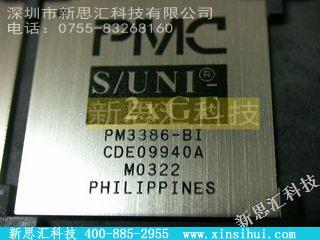 深圳市新思汇科技有限公司
电话：0755-83268160
PMC
S/UNI®-
2xGE
新思汇科技
PM3386-BI
CDE09940A
M0322
PHILIPPINES
新思汇科技 400-885-2955 www.xinsihui.com